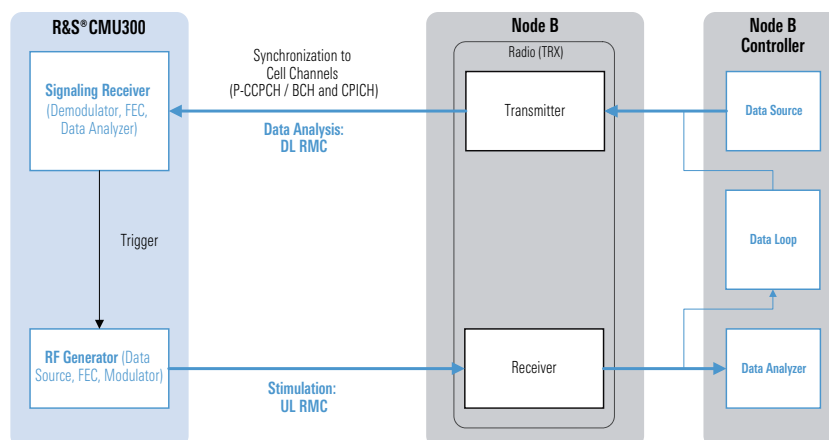 R&S® CMU300
Signaling Receiver
(Demodulator, FEC,
Data Analyzer)
Trigger
RF Generator (Data
Source, FEC, Modulator)
Synchronization to
Cell Channels
(P-CCPCH / BCH and CPICH)
Data Analysis:
DL RMC
Stimulation:
UL RMC
Node B
Radio (TRX)
Transmitter
Receiver
Node B
Controller
Data Source
Data Loop
Data Analyzer